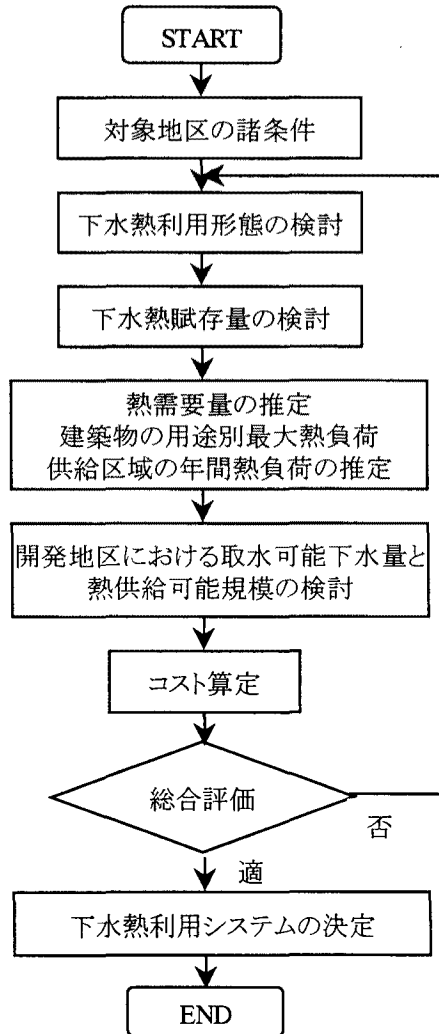 START
対象地区の諸条件
下水熱利用形態の検討
下水熱賦存量の検討
熱需要量の推定
建築物の用途別最大熱負荷
供給区域の年間熱負荷の推定
開発地区における取水可能下水量と
熱供給可能規模の検討
コスト算定
総合評価
否
適
下水熱利用システムの決定
END